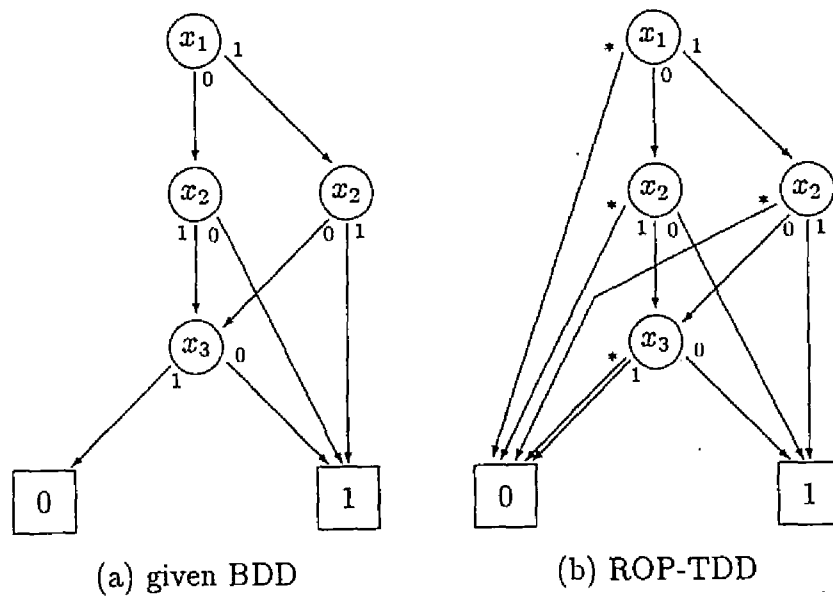 x1 1 * x1 1
0 0
x2 x2 * x2 * x2
1 0 0 1 1 0 0 1
x3 0 * x3 0
1 1
0 1 0 1
(a) given BDD (b) ROP-TDD